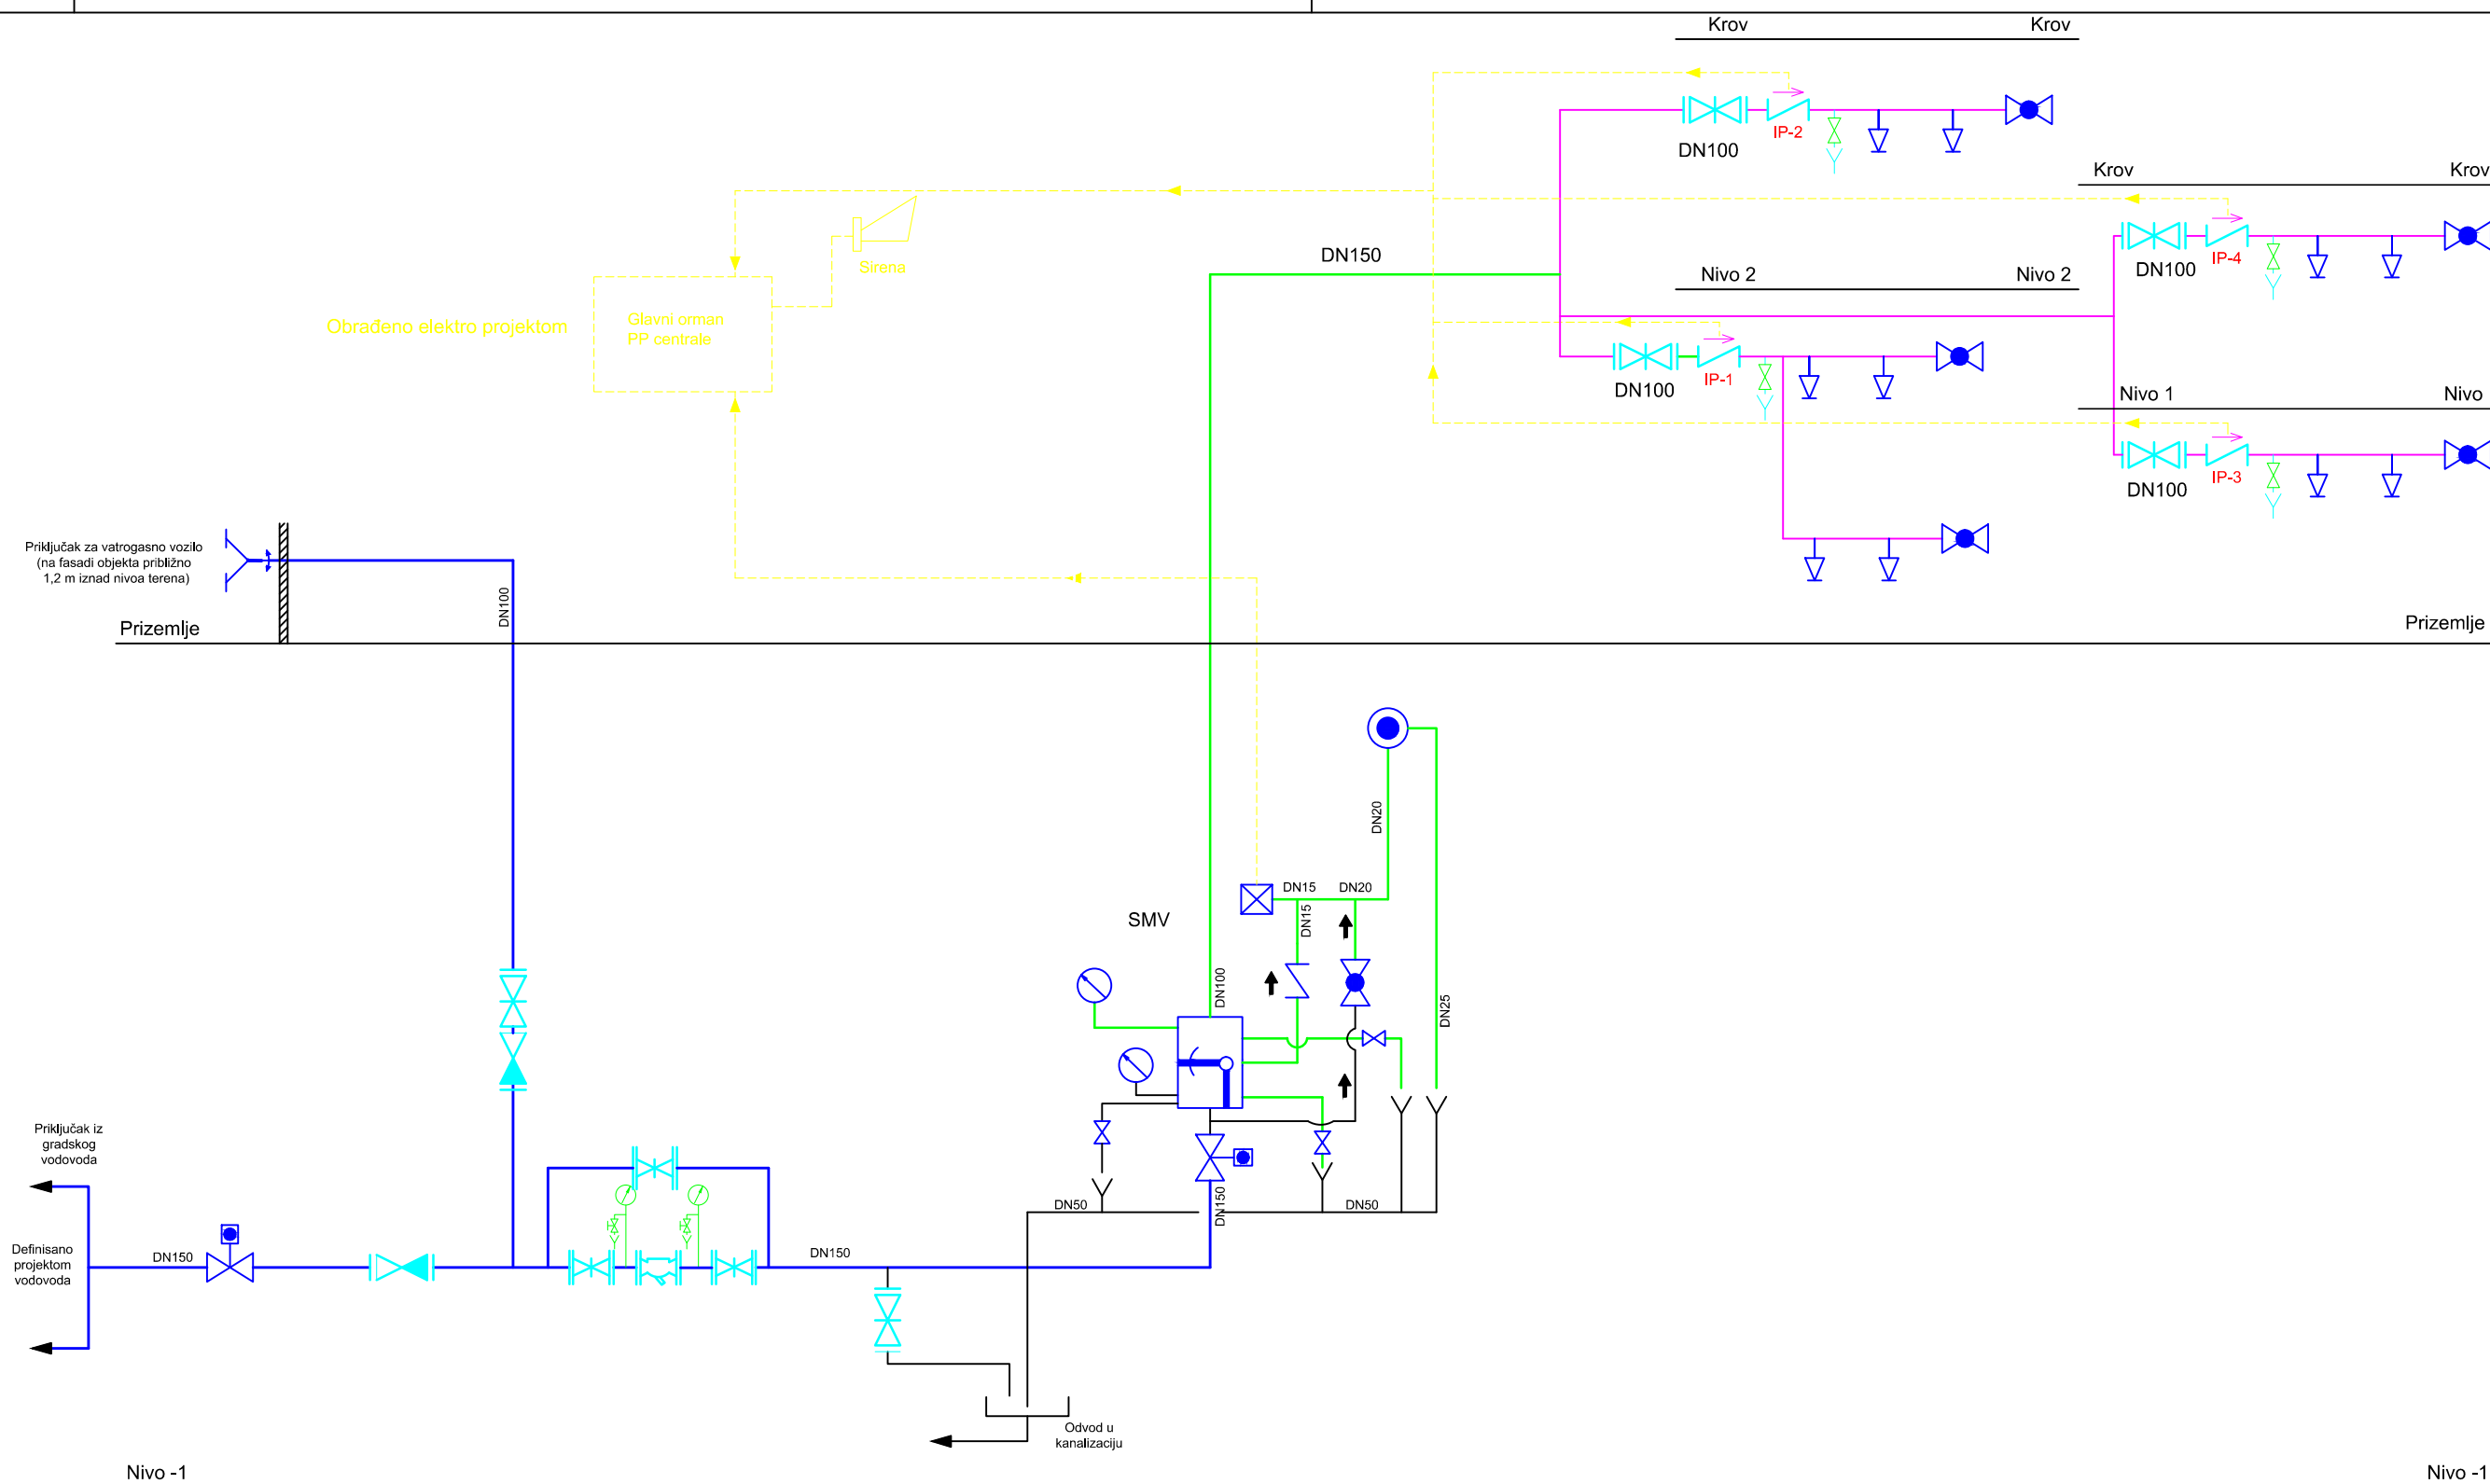 Krov
Krov
IP-2
DN100
Krov
Krov
Sirena
DN150
Nivo 2
Nivo 2
IP-4
DN100
Obrađeno elektro projektom
Glavni orman
PP centrale
IP-1
DN100
Nivo 1
Nivo
IP-3
DN100
Priključak za vatrogasno vozilo
(na fasadi objekta približno
1,2 m iznad nivoa terena)
DN100
Prizemlje
Prizemlje
DN20
DN15
DN20
DN15
SMV
DN100
DN25
Priključak iz
gradskog
vodovoda
DN50
DN150
DN50
Definisano
projektom
vodovoda
DN150
DN150
Odvod u
kanalizaciju
Nivo -1
Nivo -1